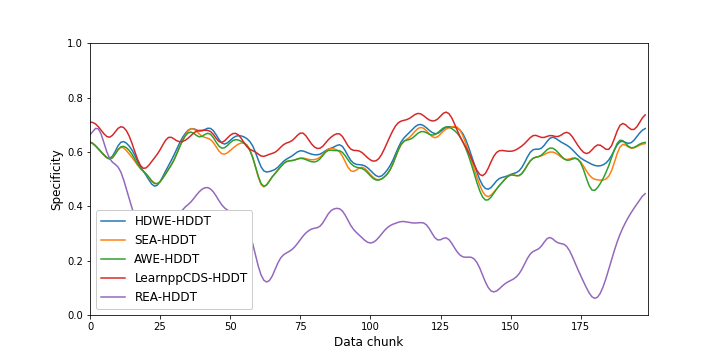 1.0
0.8
0.6
0.4
0.2
0.0
Specificity
HDWE-HDDT
SEA-HDDT
AWE-HDDT
LearnppCDS-HDDT
REA-HDDT
0 25 50 75 100 125 150 175
Data chunk